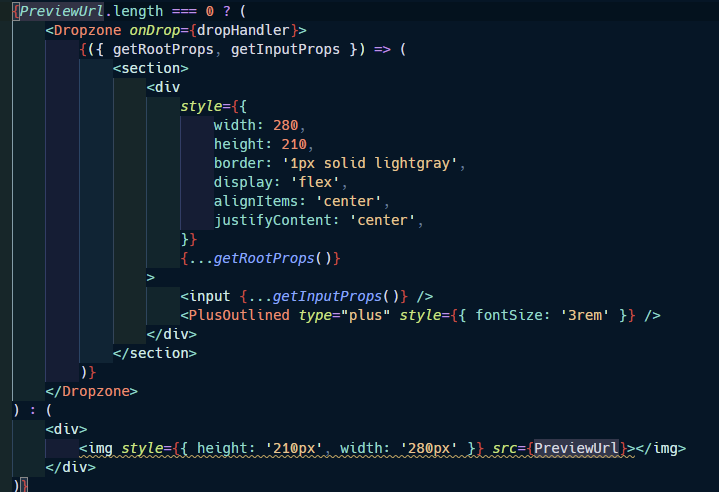 {PreviewUrl.length === 0 ? (
<Dropzone onDrop={dropHandler}>
{({ getRootProps, getInputProps }) => (
<section>
<div
style={{
width: 280,
height: 210,
border: '1px solid lightgray',
display: 'flex',
alignItems: 'center',
justifyContent: 'center',
}}
{...getRootProps()}
>
<input {...getInputProps()} />
<PlusOutlined type="plus" style={{ fontSize: '3rem' }} />
</div>
</section>
)}
</Dropzone>
) : (
<div>
<img style={{ height: '210px', width: '280px' }} src={PreviewUrl}></img>
</div>
)}